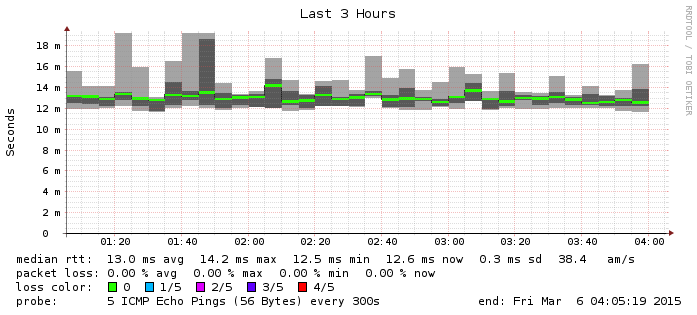 Last 3 Hours
RRDTOOL / TOBI OETIKER
Seconds
18 m
16 m
14 m
12 m
10 m
8 m
6 m
4 m
2 m
0
01:20 01:40 02:00 02:20 02:40 03:00 03:20 03:40 04:00
median rtt: 13.0 ms avg 14.2 ms max 12.5 ms min 12.6 ms now 0.3 ms sd 38.4 am/s
packet loss: 0.00 % avg 0.00 % max 0.00 % min 0.00 % now
loss color: 0 1/5 2/5 3/5 4/5
probe: 5 ICMP Echo Pings (56 Bytes) every 300s end: Fri Mar 6 04:05:19 2015